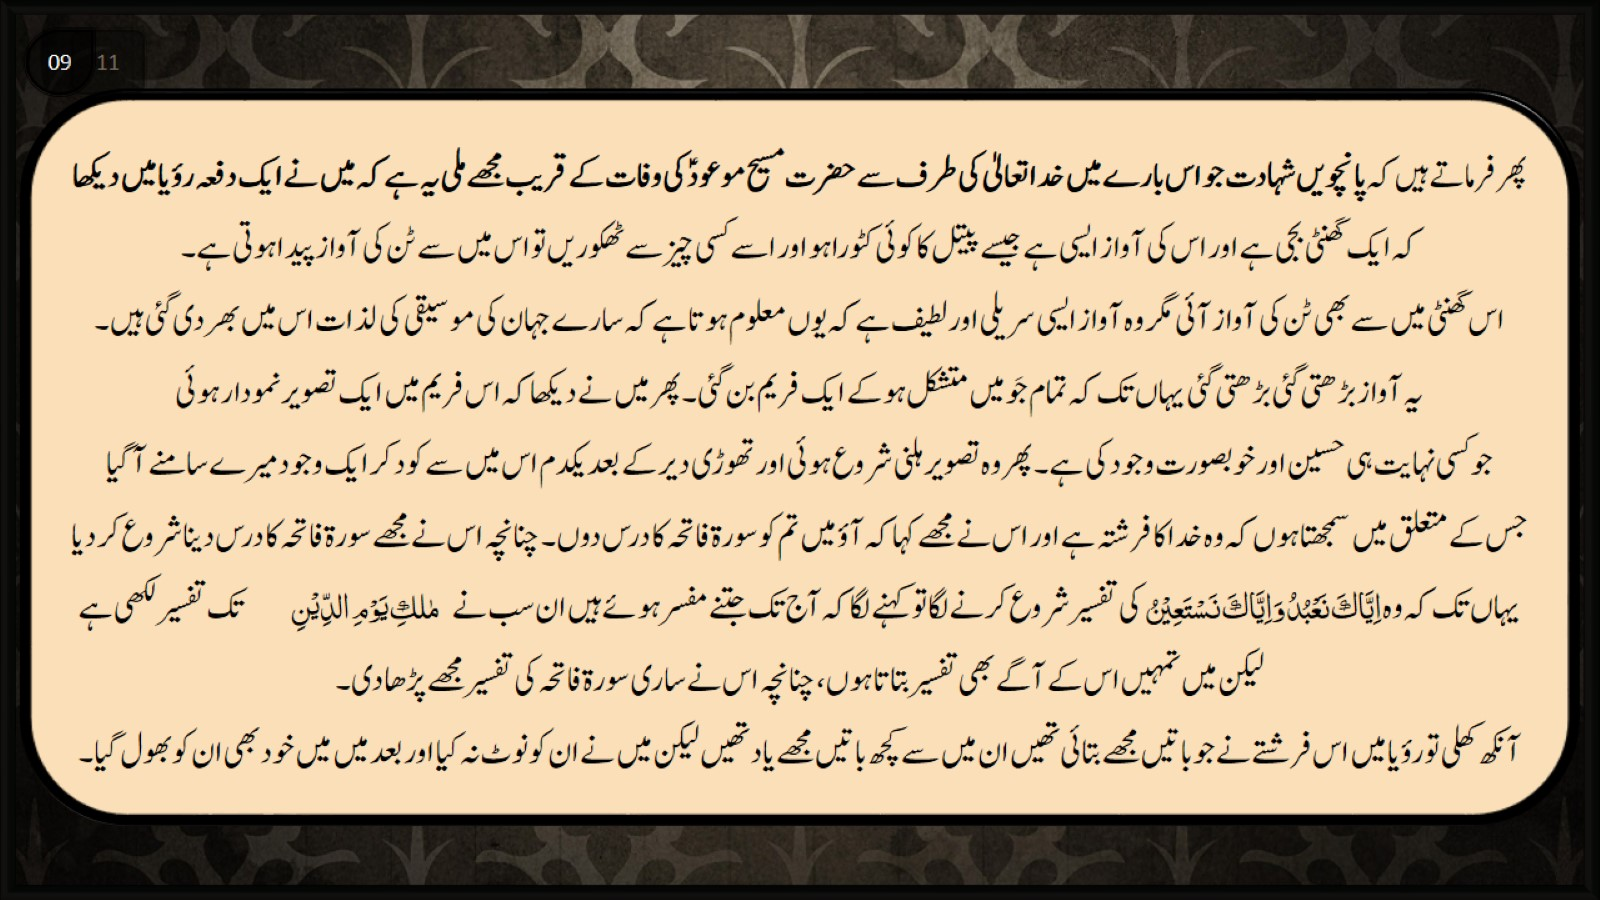 09 11
پھر فرماتے ہیں کہ پانچویں شہادت جو اس بارے میں خدا تعالیٰ کی طرف سے حضرت مسیح موعودؑ کی وفات کے قریب مجھے ملی یہ ہے کہ میں نے ایک دفعہ رؤیا میں دیکھا
کہ ایک گھنٹی بجی ہے اور اس کی آواز ایسی ہے جیسے پیتل کا کوئی کٹورا ہو اور اسے کسی چیز سے ٹھکوریں تو اس میں سے ٹن کی آواز پیدا ہوتی ہے۔
اس گھنٹی میں سے بھی ٹن کی آواز آئی مگر وہ آواز ایسی سریلی اور لطیف ہے کہ یوں معلوم ہوتا ہے کہ سارے جہان کی موسیقی کی لذات اس میں بھر دی گئی ہیں۔
یہ آواز بڑھتی گئی بڑھتی گئی یہاں تک کہ تمام جَو میں متشکل ہو کے ایک فریم بن گئی۔ پھر میں نے دیکھا کہ اس فریم میں ایک تصویر نمودار ہوئی
جو کسی نہایت ہی حسین اور خوبصورت وجود کی ہے۔ پھر وہ تصویر ہلنی شروع ہوئی اور تھوڑی دیر کے بعد یکدم اس میں سے کود کر ایک وجود میرے سامنے آ گیا
جس کے متعلق میں سمجھتا ہوں کہ وہ خدا کا فرشتہ ہے اور اس نے مجھے کہا کہ آؤ میں تم کو سورۃ فاتحہ کا درس دوں۔ چنانچہ اس نے مجھے سورۃ فاتحہ کا درس دینا شروع کر دیا
یہاں تک کہ وہ اِیَّاکَ نَعْبُدُ وَاِیَّاکَ نَسْتَعِیْنُ کی تفسیر شروع کرنے لگا تو کہنے لگا کہ آج تک جتنے مفسر ہوئے ہیں ان سب نے مٰلِکِ یَوْمِ الدِّیْنِ تک تفسیر لکھی ہے
لیکن میں تمہیں اس کے آگے بھی تفسیر بتاتا ہوں، چنانچہ اس نے ساری سورۃ فاتحہ کی تفسیر مجھے پڑھا دی۔
آنکھ کھلی تو رؤیا میں اس فرشتے نے جو باتیں مجھے بتائی تھیں ان میں سے کچھ باتیں مجھے یاد تھیں لیکن میں نے ان کو نوٹ نہ کیا اور بعد میں میں خود بھی ان کو بھول گیا۔